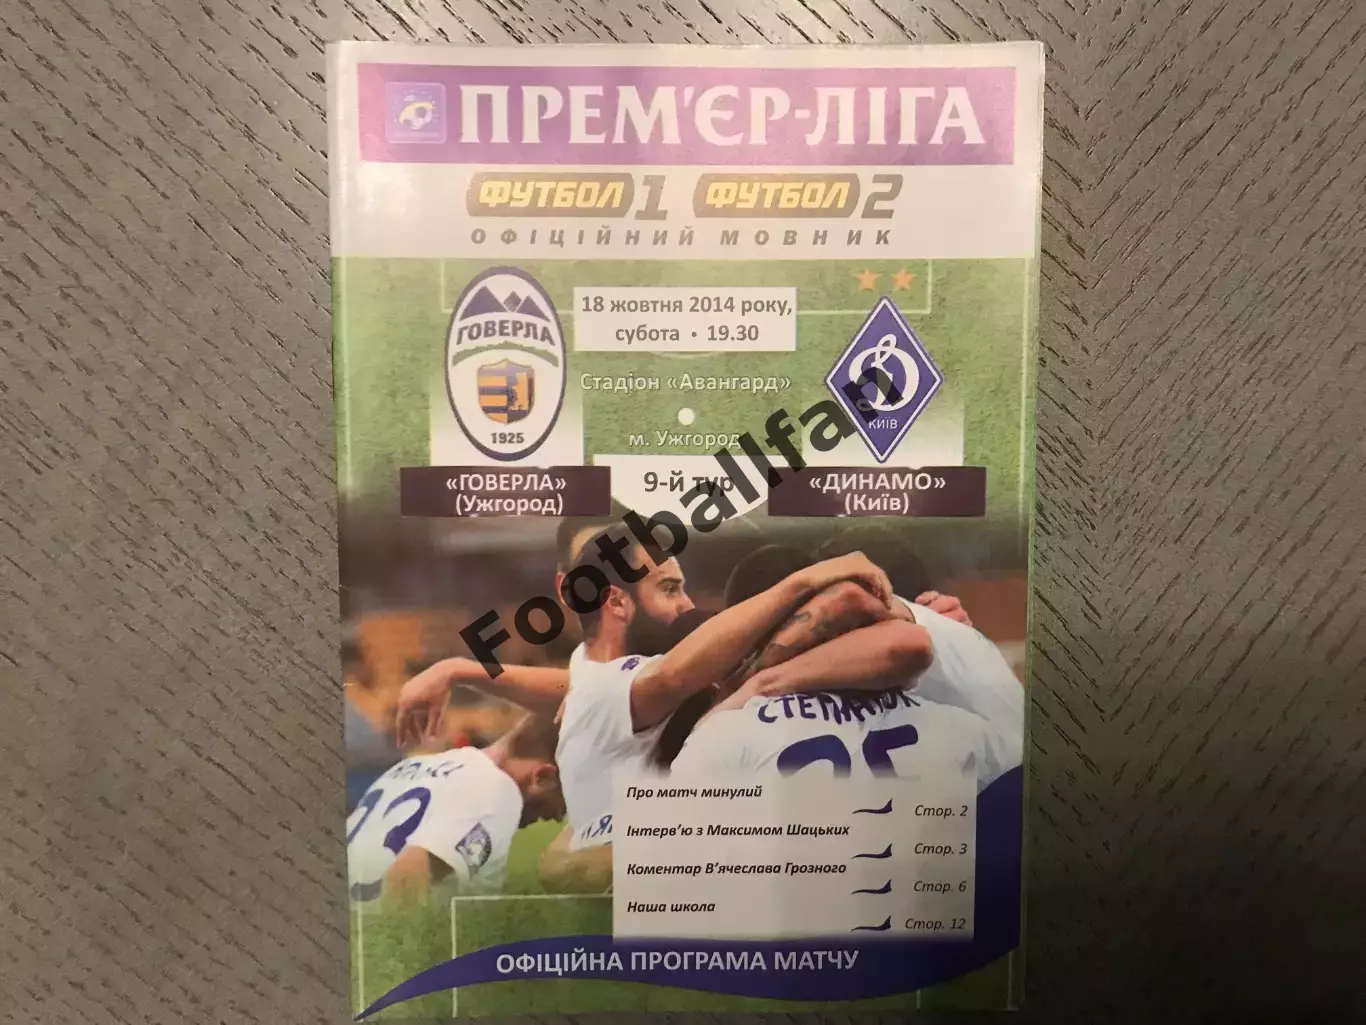 ПРЕМ'ЄР-ЛІГА
ФУТБОЛ 1 ФУТБОЛ 2
ОФІЦІЙНИЙ МОВНИК
18 жовтня 2014 року,
субота • 19.30
ГОВЕРЛА
1925
Стадіон «Авангард»
м. Ужгород
Київ
9-й тур
«ГОВЕРЛА»
(Ужгород)
«ДИНАМО»
(Київ)
Footballfan
СТЕПАНЮК
Про матч минулий
Стор. 2
Інтерв'ю з Максимом Шацьких
Стор. 3
Коментар В'ячеслава Грозного
Стор. 6
Наша школа
Стор. 12
ОФІЦІЙНА ПРОГРАМА МАТЧУ